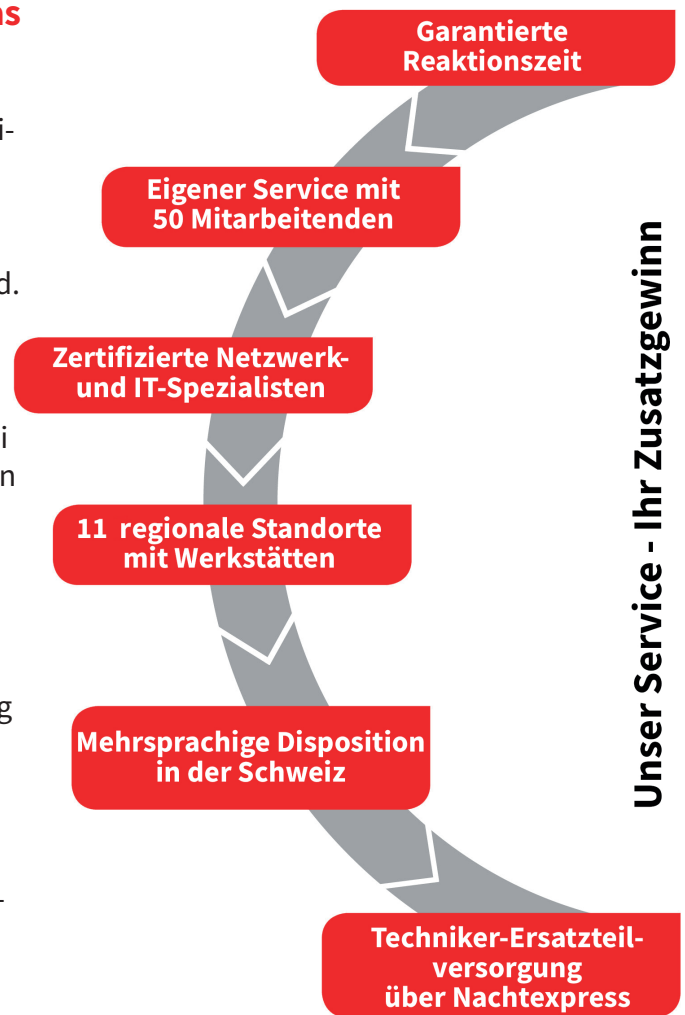 Garantierte
Reaktionszeit
Eigener Service mit
50 Mitarbeitenden
Zertifizierte Netzwerk-
und IT-Spezialisten
11 regionale Standorte
mit Werkstätten
Mehrsprachige Disposition
in der Schweiz
Techniker-Ersatzteil-
versorgung
über Nachtexpress
Unser Service - Ihr Zusatzgewinn